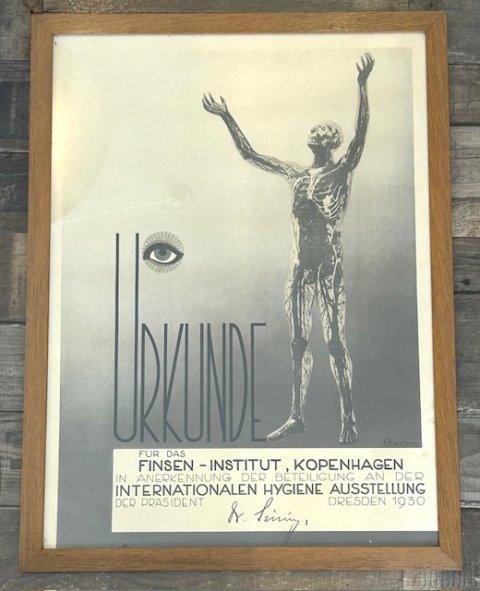 URKUNDE
FÜR DAS
FINSEN-INSTITUT, KOPENHAGEN
IN ANERKENNUNG DER BETEILIGUNG AN DER
INTERNATIONALEN HYGIENE AUSSTELLUNG
DER PRÄSIDENT DRESDEN 1930
Dr.